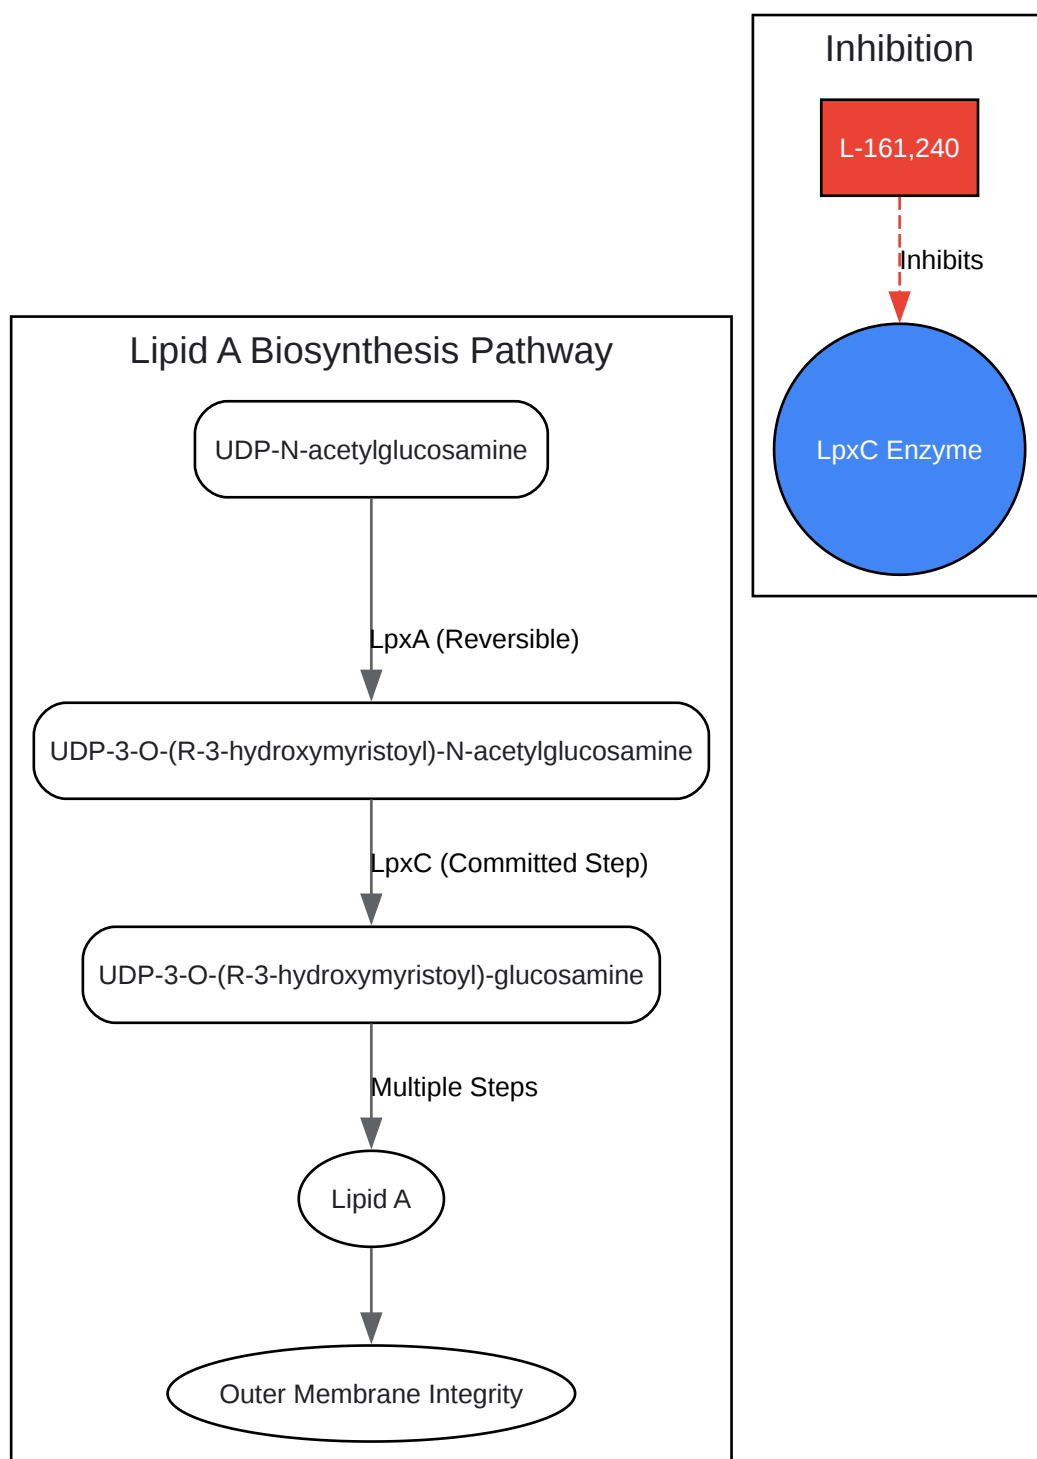 Inhibition
L-161,240
Inhibits
LpxC Enzyme
Lipid A Biosynthesis Pathway
UDP-N-acetylglucosamine
LpxA (Reversible)
UDP-3-O-(R-3-hydroxymyristoyl)-N-acetylglucosamine
LpxC (Committed Step)
UDP-3-O-(R-3-hydroxymyristoyl)-glucosamine
Multiple Steps
Lipid A
Outer Membrane Integrity